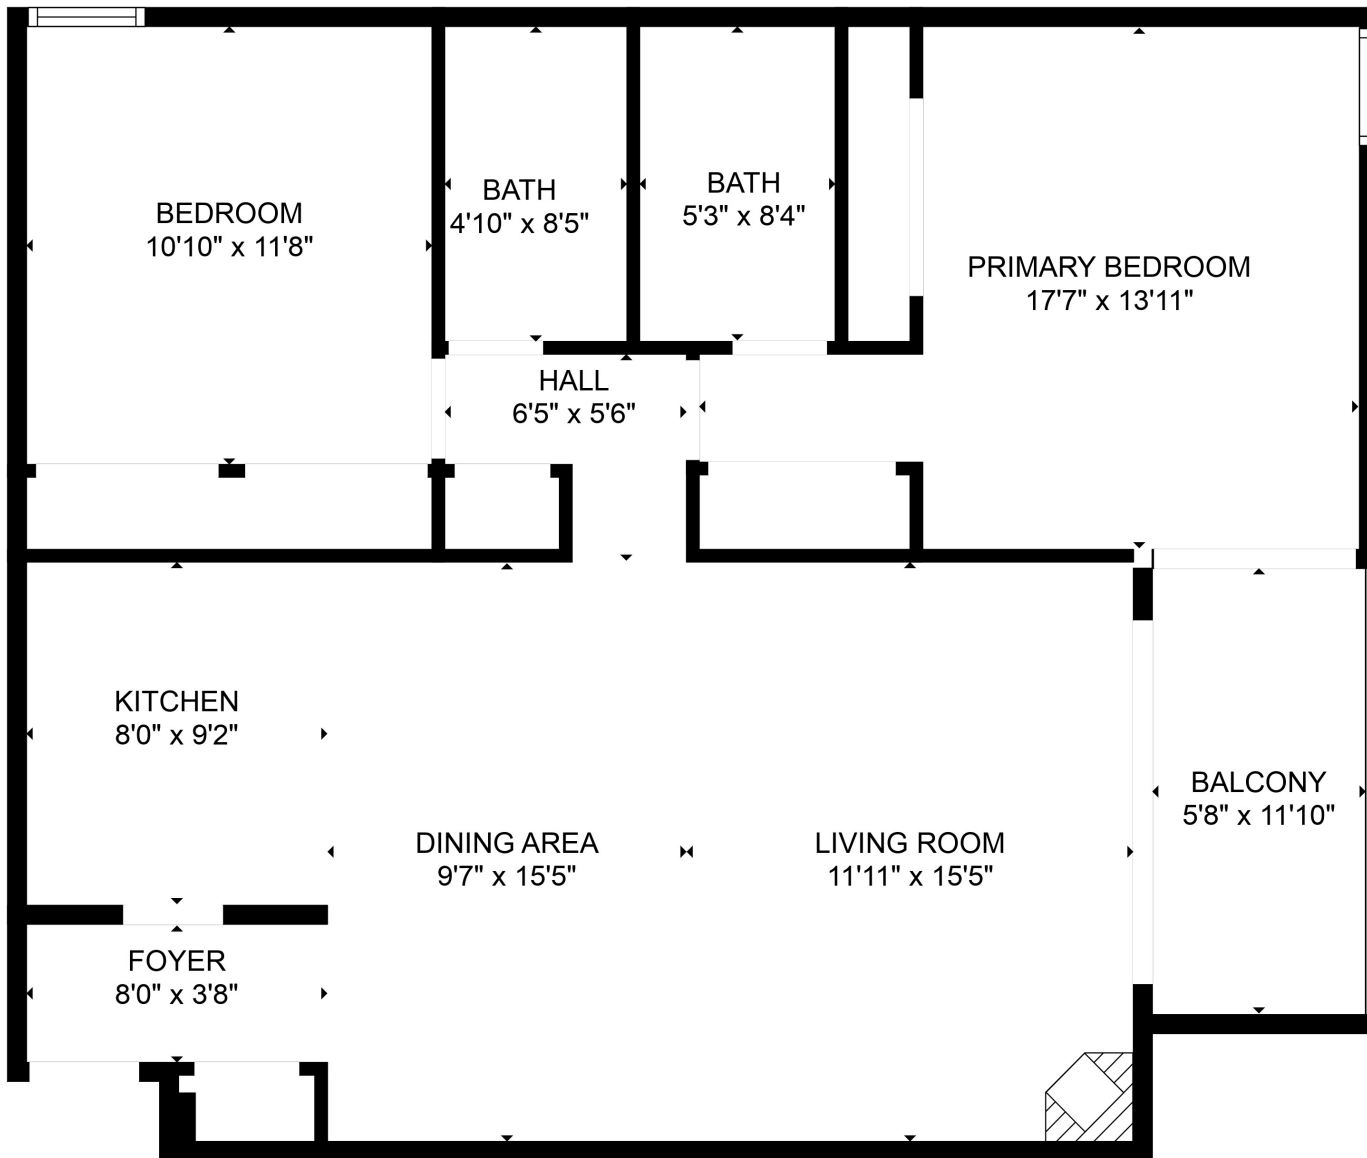 BEDROOM
10'10" x 11'8"
BATH
4'10" x 8'5"
BATH
5'3" x 8'4"
PRIMARY BEDROOM
17'7" x 13'11"
HALL
6'5" x 5'6"
KITCHEN
8'0" x 9'2"
DINING AREA
9'7" x 15'5"
LIVING ROOM
11'11" x 15'5"
BALCONY
5'8" x 11'10"
FOYER
8'0" x 3'8"